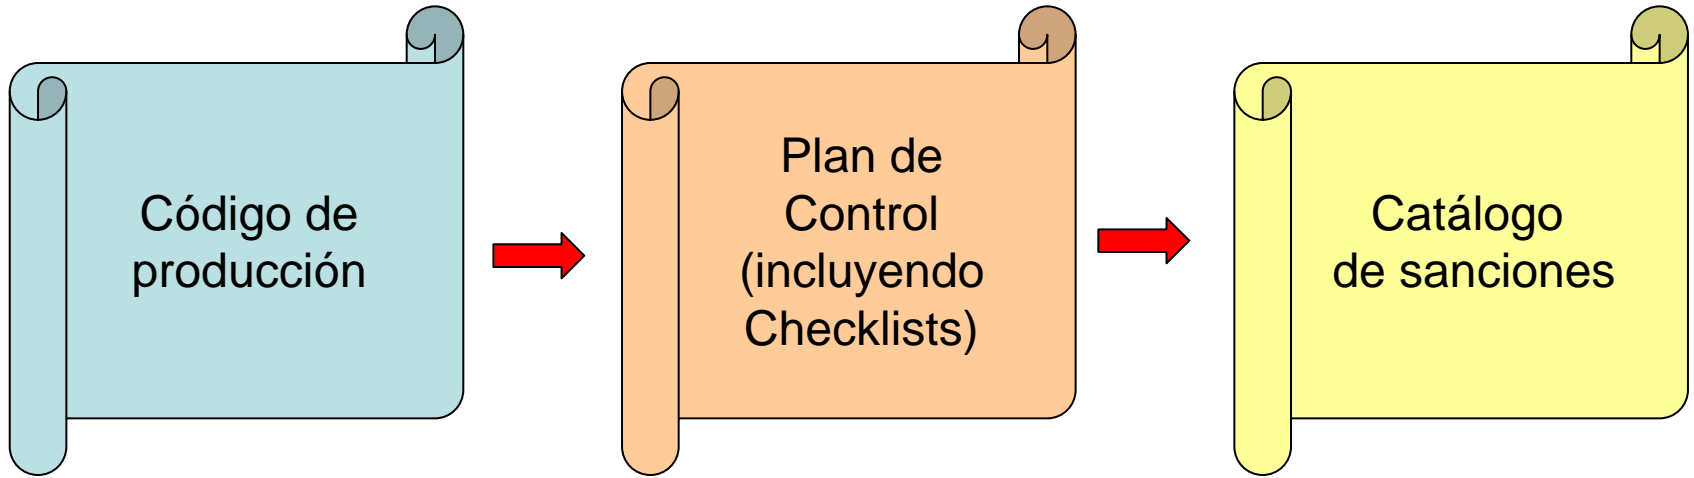 Código de
producción
Plan de
Control
(incluyendo
Checklists)
Catálogo
de sanciones